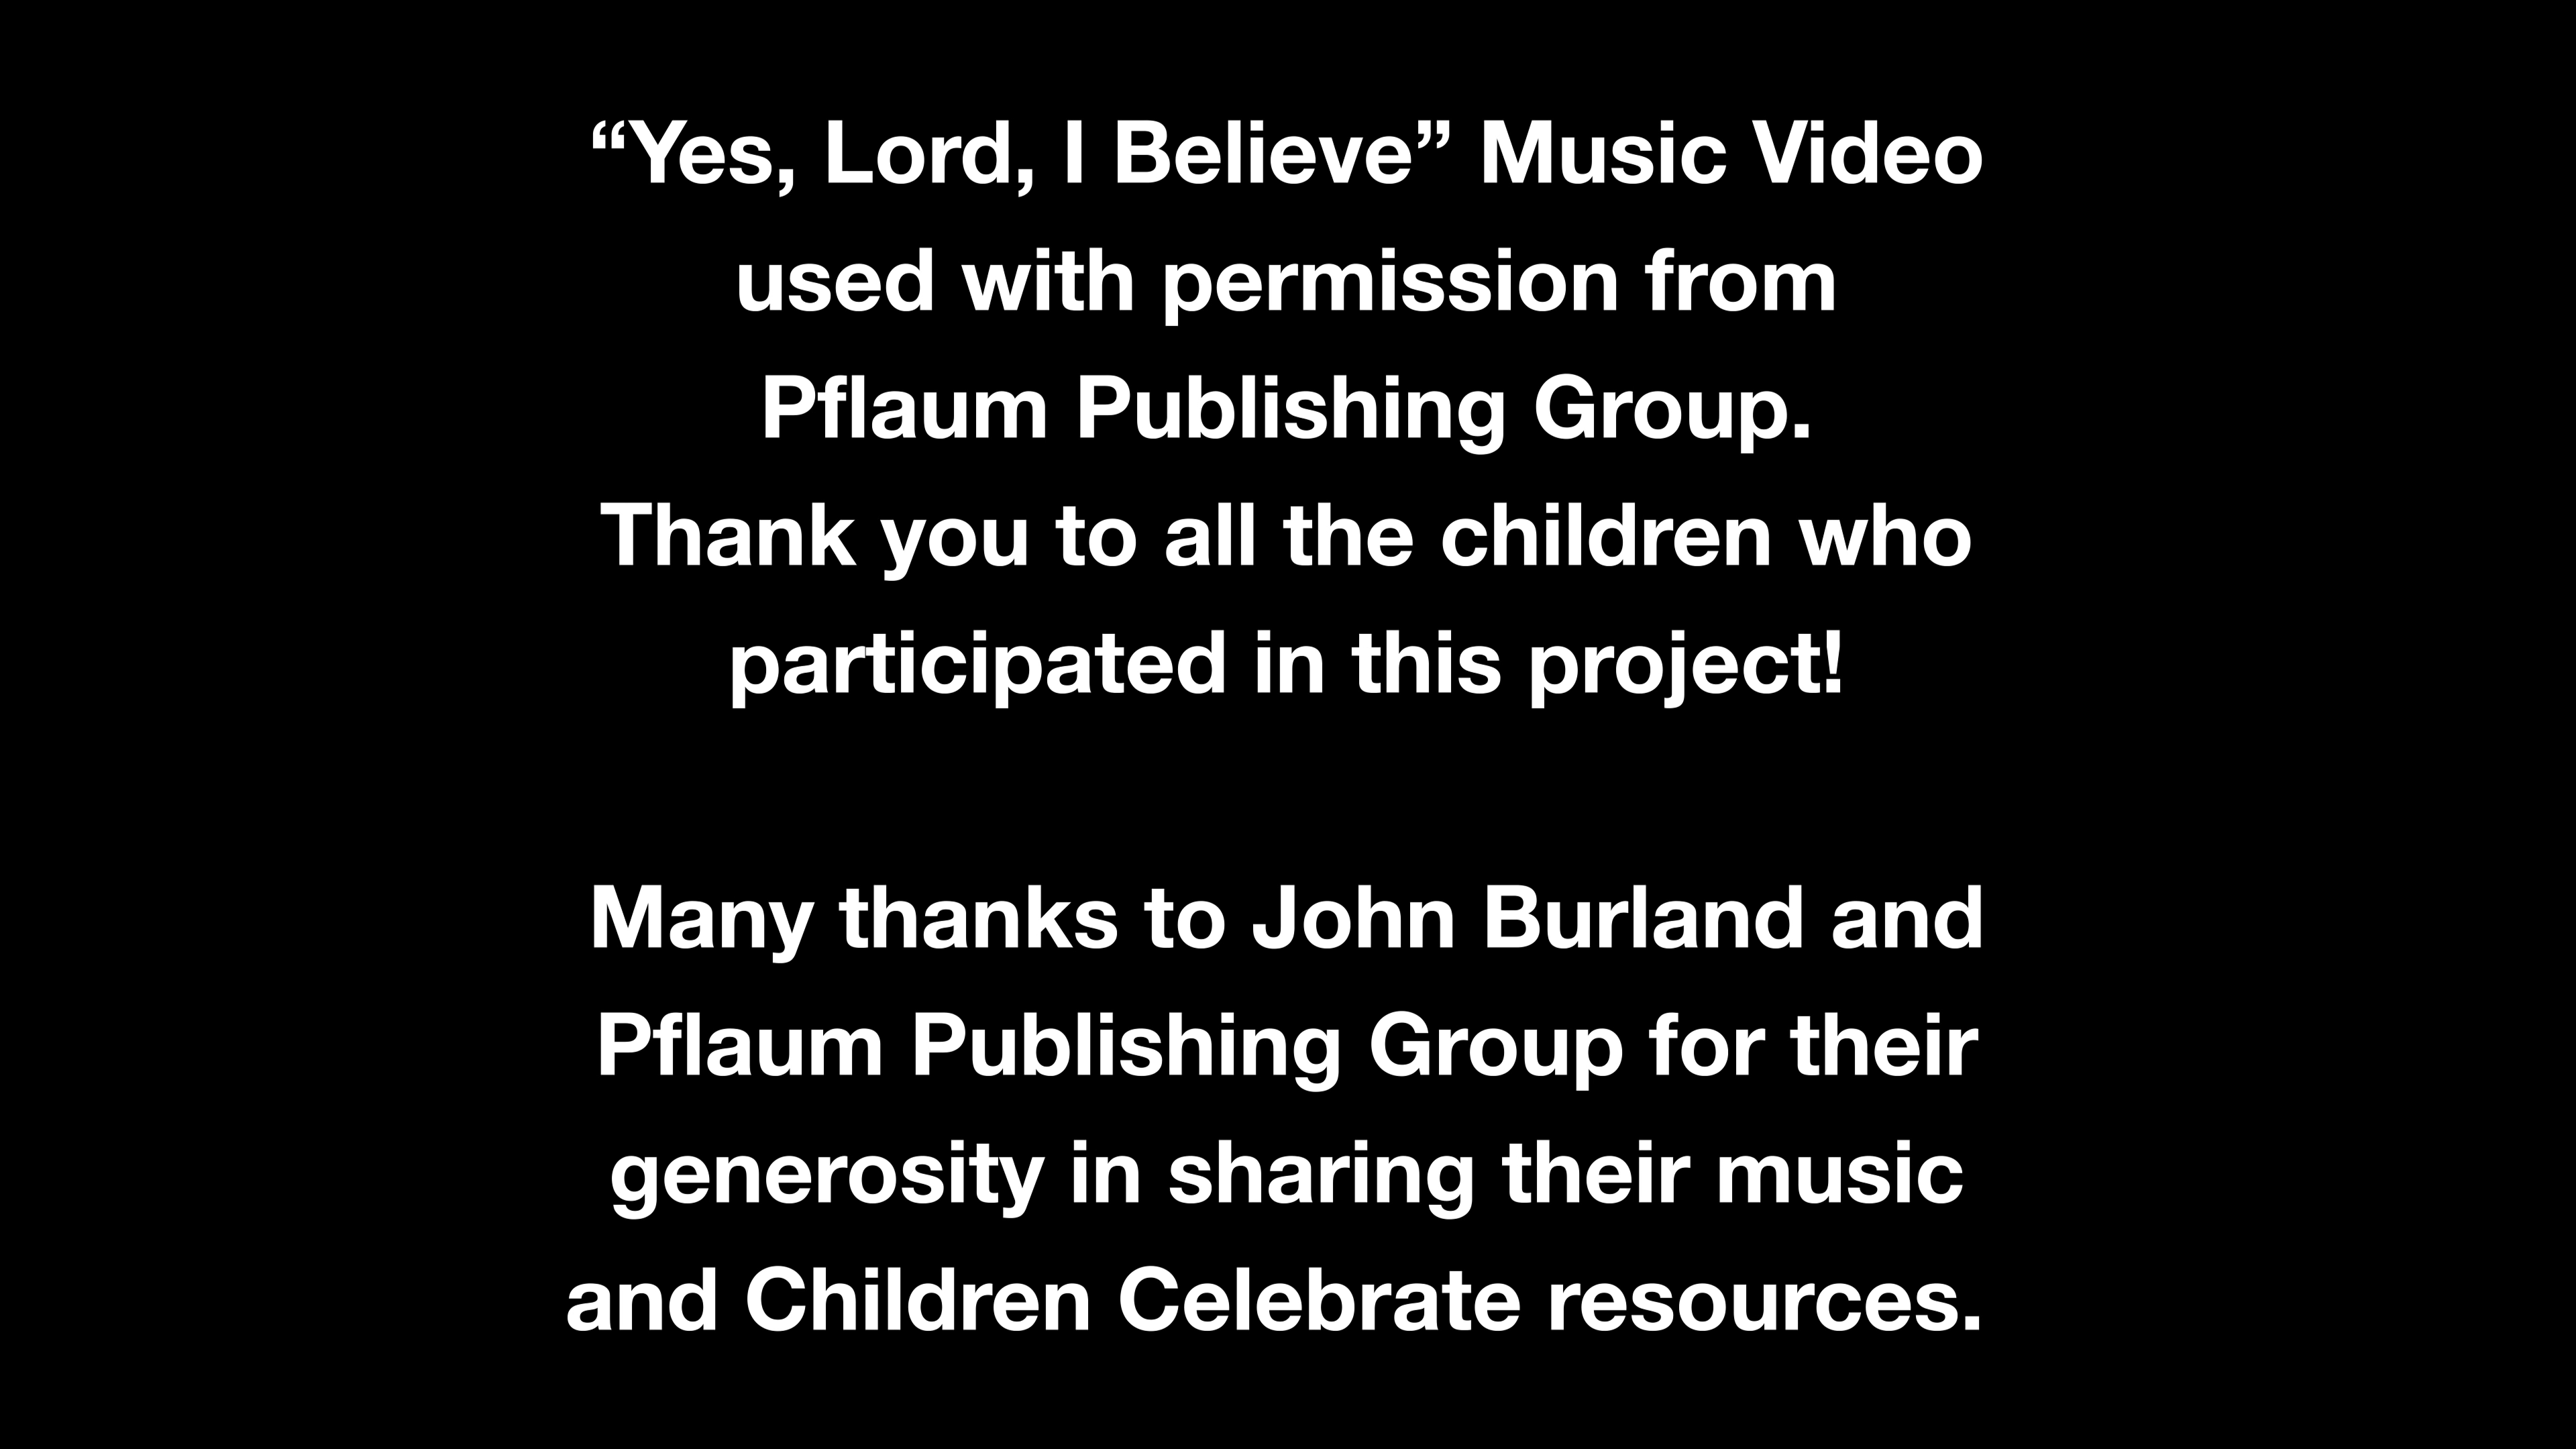 “Yes, Lord, I Believe” Music Video
used with permission from
Pflaum Publishing Group.
Thank you to all the children who
participated in this project!
Many thanks to John Burland and
Pflaum Publishing Group for their
generosity in sharing their music
and Children Celebrate resources.